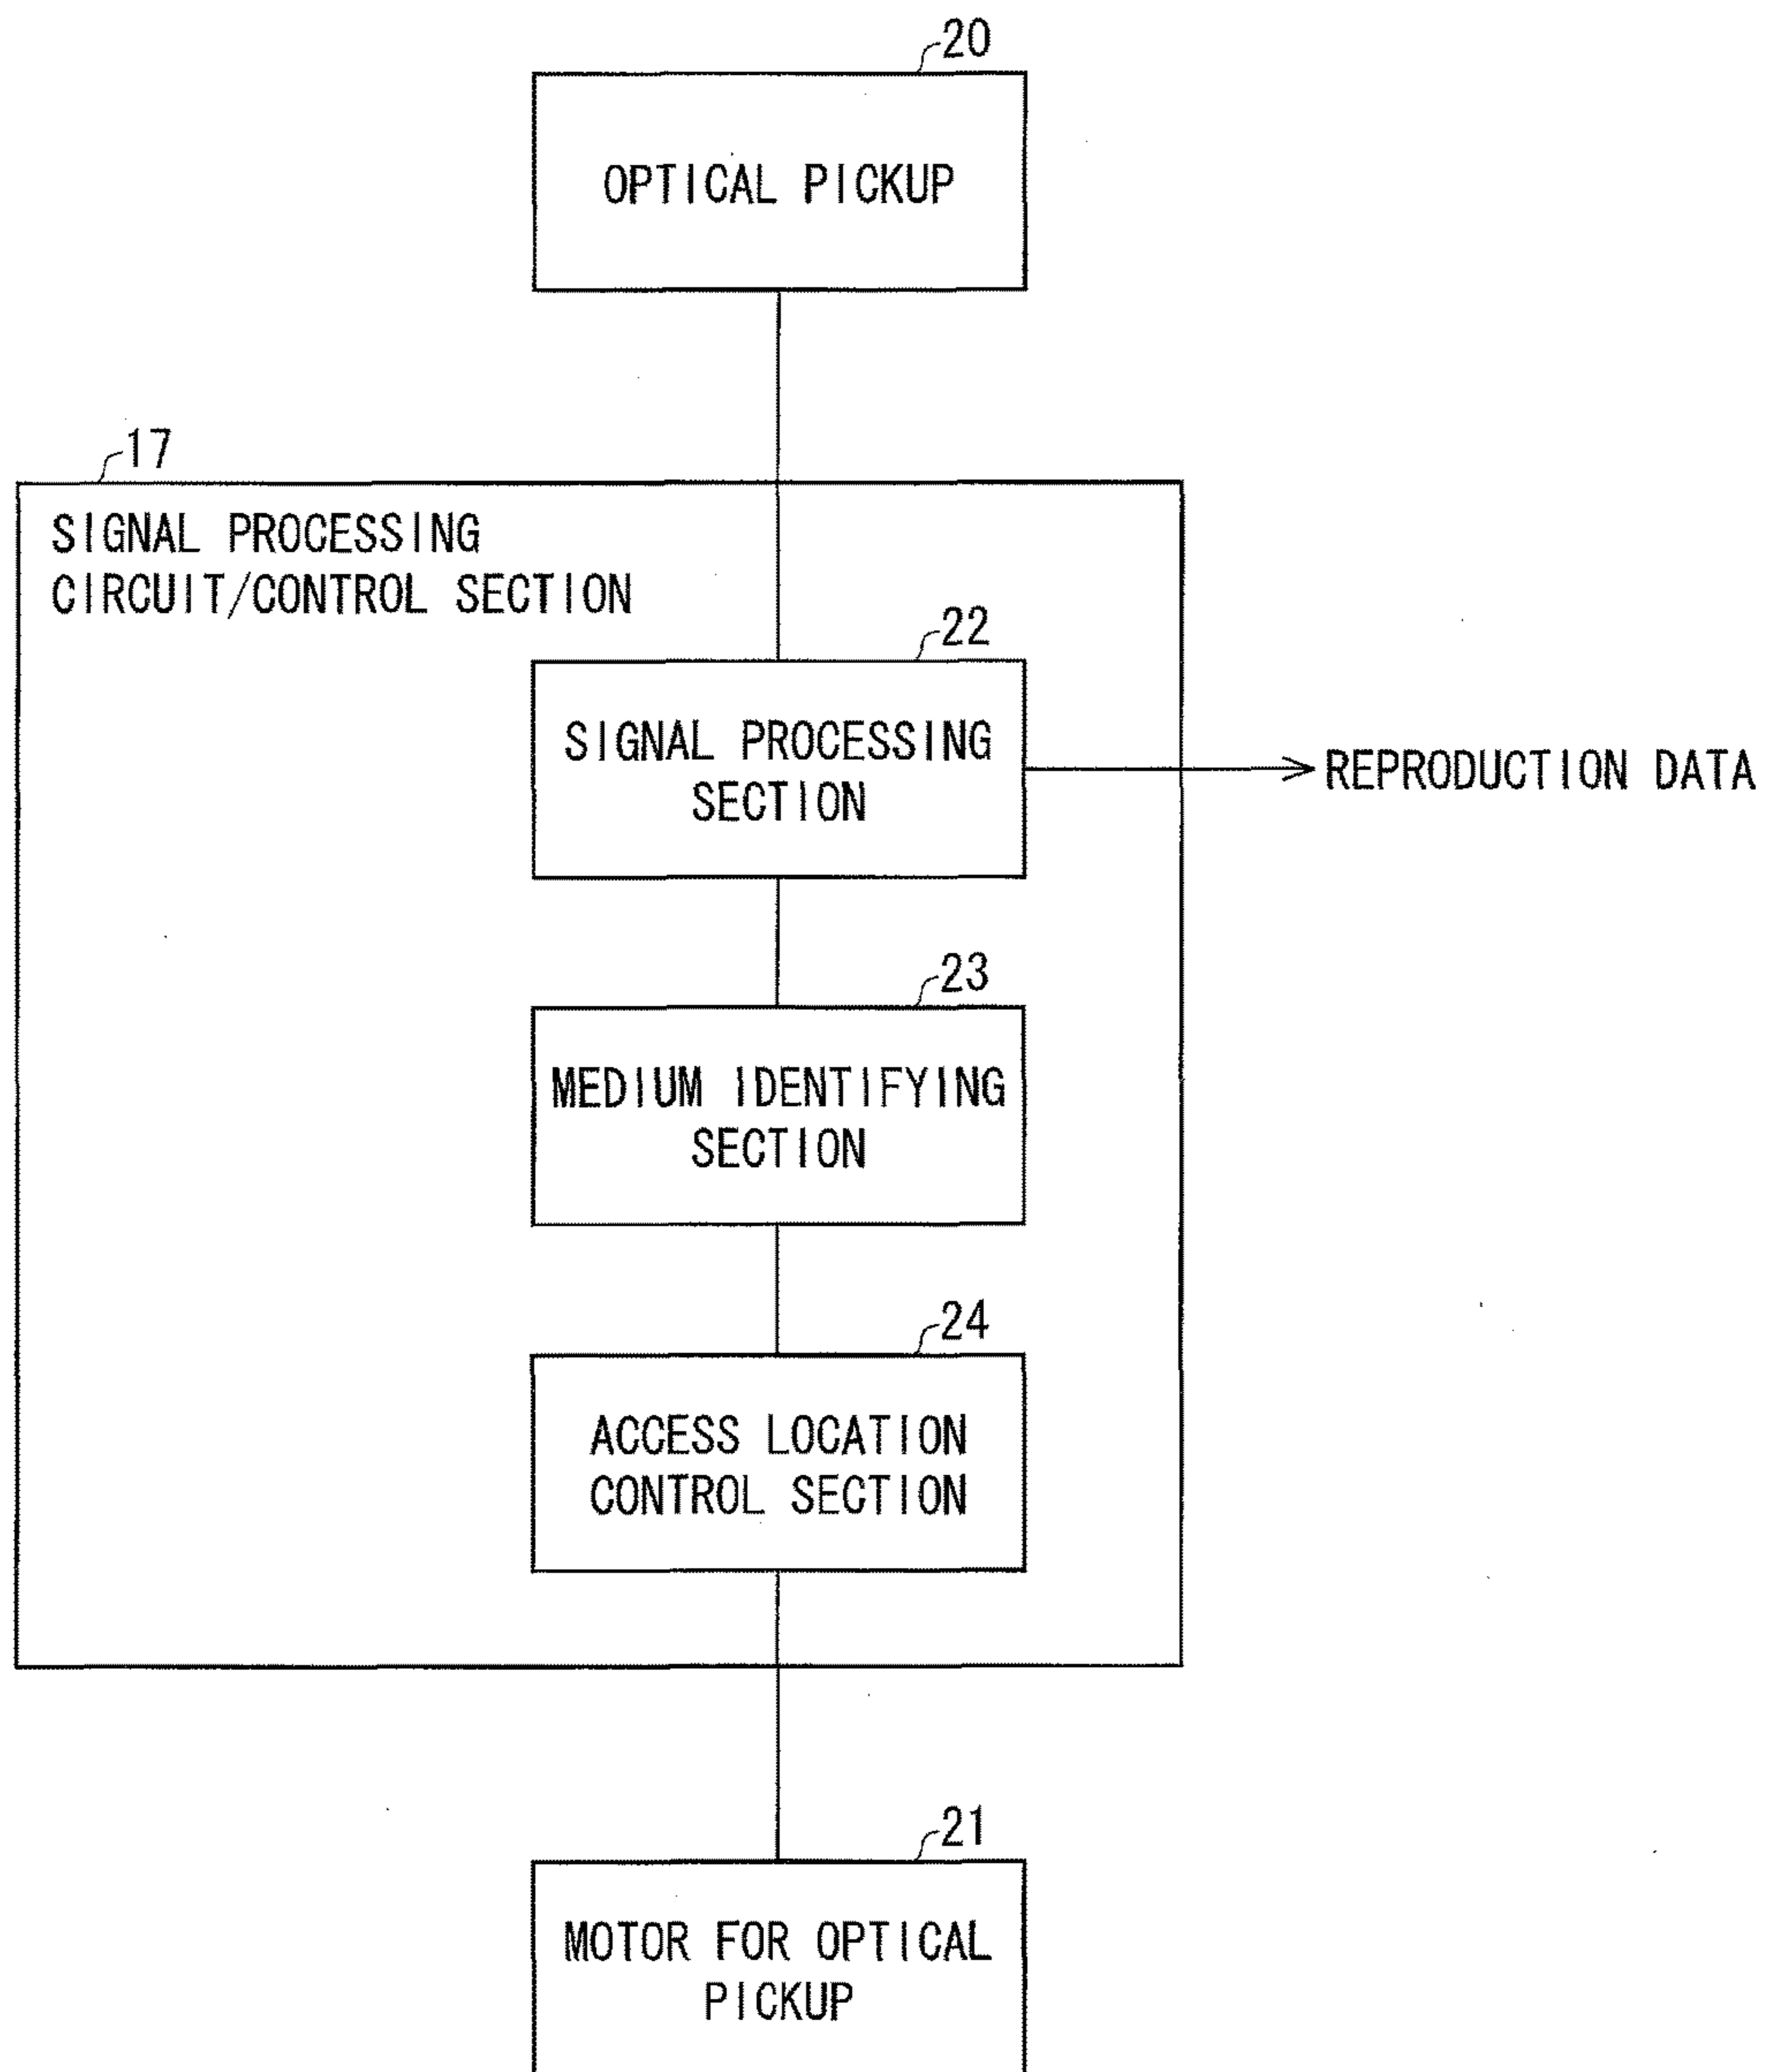 20
OPTICAL PICKUP
17
SIGNAL PROCESSING
CIRCUIT/CONTROL SECTION
22
SIGNAL PROCESSING
SECTION
REPRODUCTION DATA
23
MEDIUM IDENTIFYING
SECTION
24
ACCESS LOCATION
CONTROL SECTION
21
MOTOR FOR OPTICAL
PICKUP